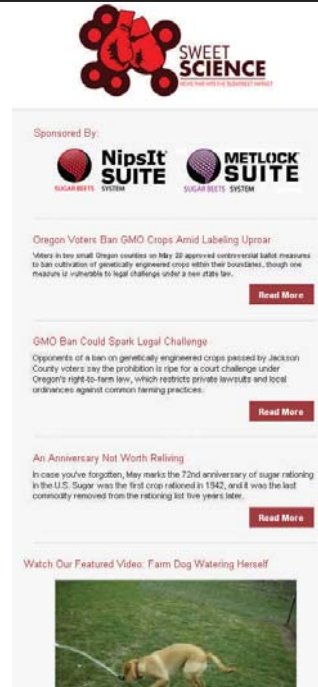 SWEET
SCIENCE
Sponsored By:
NipsIt
SUITE
SUGAR BEETS SYSTEM
METLOCK
SUITE
SUGAR BEETS SYSTEM
Oregon Voters Ban GMO Crops Amid Labeling Uproar
Voters in two small Oregon counties on May 20 approved controversial ballot measures
to ban cultivation of genetically engineered crops within their boundaries, though one
measure is vulnerable to legal challenge under a new state law.
Read More
GMO Ban Could Spark Legal Challenge
Opponents of a ban on genetically engineered crops passed by Jackson
County voters say the prohibition is ripe for a court challenge under
Oregon's right-to-farm law, which restricts private lawsuits and local
ordinances against common farming practices.
Read More
An Anniversary Not Worth Reliving
In case you've forgotten, May marks the 72nd anniversary of sugar rationing
in the U.S. Sugar was the first crop rationed in 1942, and it was the last
commodity removed from the rationing list five years later.
Read More
Watch Our Featured Video: Farm Dog Watering Herself